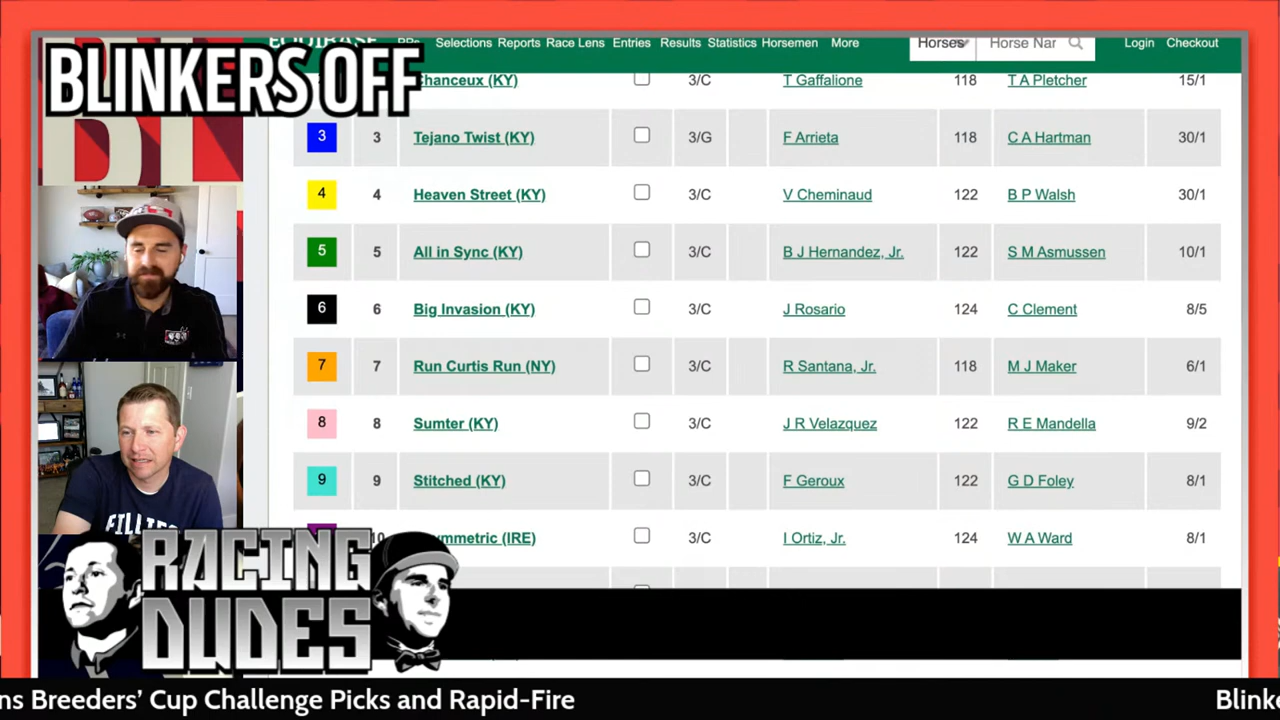 BLINKERS OFF
Selections Reports Race Lens Entries Results Statistics Horsemen More Horses Horse Nar Login Checkout
Chanceux (KY) 3/C T Gaffalione 118 T A Pletcher 15/1
3 3 Tejano Twist (KY) 3/G F Arrieta 118 C A Hartman 30/1
4 4 Heaven Street (KY) 3/C V Cheminaud 122 B P Walsh 30/1
5 5 All in Sync (KY) 3/C B J Hernandez, Jr. 122 S M Asmussen 10/1
6 6 Big Invasion (KY) 3/C J Rosario 124 C Clement 8/5
7 7 Run Curtis Run (NY) 3/C R Santana, Jr. 118 M J Maker 6/1
8 8 Sumter (KY) 3/C J R Velazquez 122 R E Mandella 9/2
9 9 Stitched (KY) 3/C F Geroux 122 G D Foley 8/1
10 ymmetric (IRE) 3/C I Ortiz, Jr. 124 W A Ward 8/1
FILLIES
RACING
DUDES
ns Breeders’ Cup Challenge Picks and Rapid-Fire Blinke